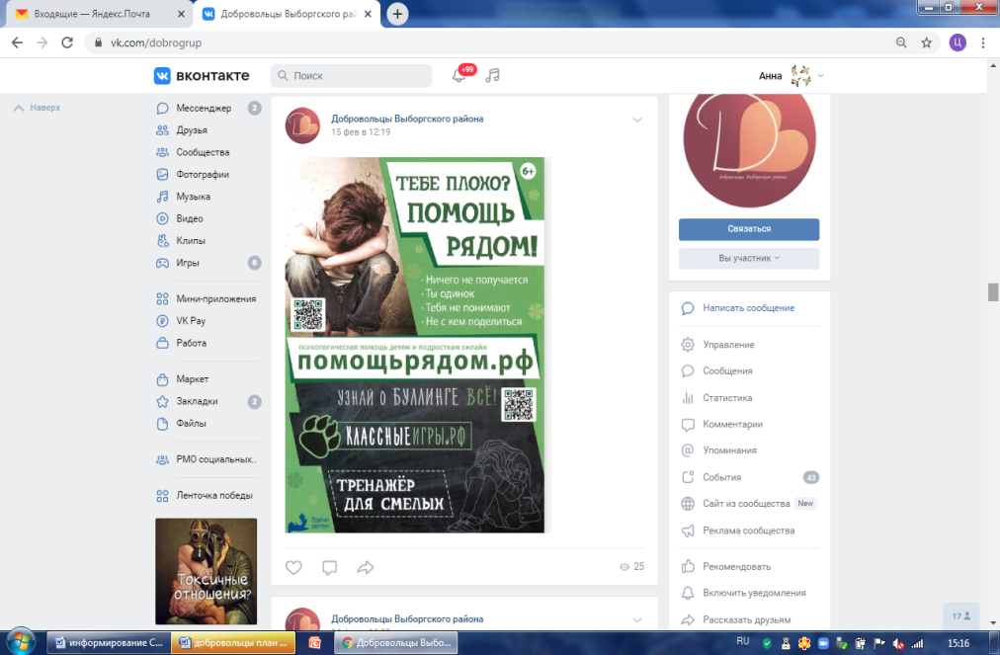 Входящие — Яндекс.Почта
Добровольцы Выборгского рай
vk.com/dobrogrup
ВКОНТАКТЕ
Поиск
+99
Анна
Наверх
Мессенджер 2
Друзья
Сообщества
Фотографии
Музыка
Видео
Клипы
Игры 6
Мини-приложения
VK Pay
Работа
Маркет
Закладки 2
Файлы
РМО социальных..
Ленточка победы
Токсичные
отношения?
Добровольцы Выборгского района
15 фев в 12:19
6+
ТЕБЕ ПЛОХО?
ПОМОЩЬ
РЯДОМ!
· Ничего не получается
· Ты одинок
· Тебя не понимают
· Не с кем поделиться
психологическая помощь детям и подросткам онлайн
помощьрядом.рф
УЗНАЙ О БУЛЛИНГЕ ВСЁ!
КЛАССНЫЕИГРЫ.РФ
ТРЕНАЖЁР
ДЛЯ СМЕЛЫХ
25
Добровольцы Выборгского района
Добровольцы Выборгского района
Связаться
Вы участник
Написать сообщение
Управление
Сообщения
Статистика
Комментарии
Упоминания
События 43
Сайт из сообщества New
Реклама сообщества
Рекомендовать
Включить уведомления
Рассказать друзьям
17
информирование С...
добровольцы план ...
Добровольцы Выбо...
RU
15:16